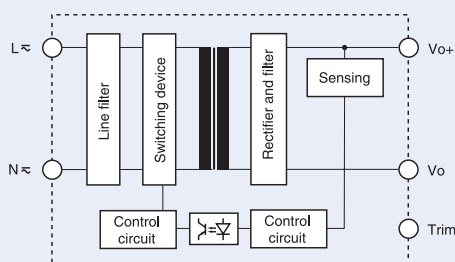 L ≂
Vo+
Line filter
Switching device
Rectifier and filter
Sensing
N ≂
Vo
Control
circuit
Control
circuit
Trim